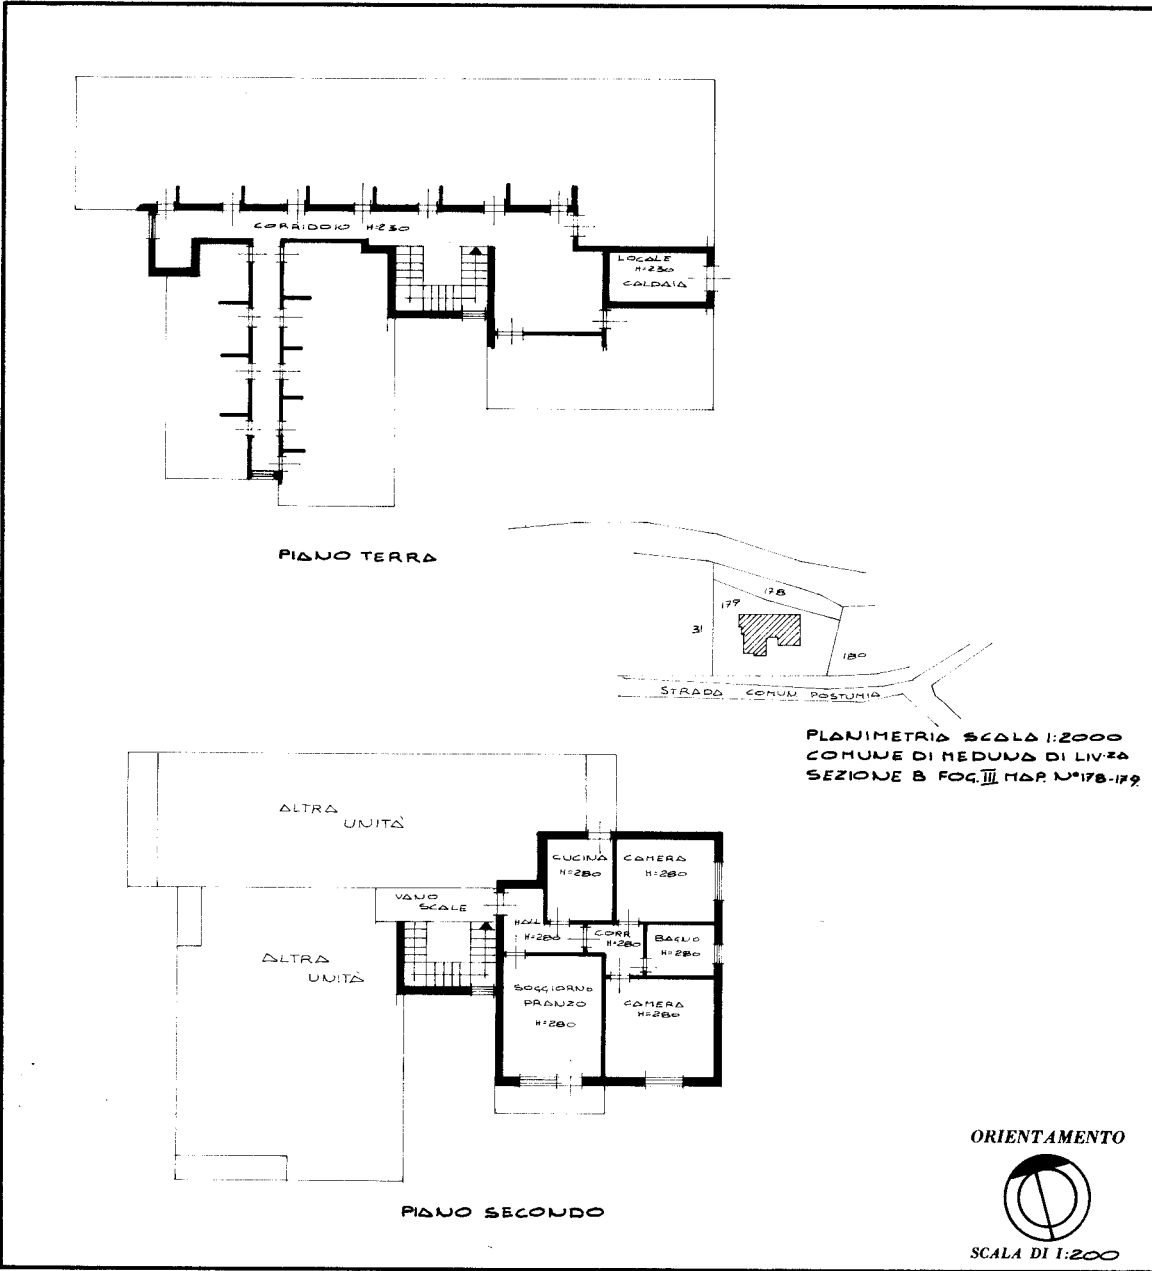 CORRIDOIO H=230
LOCALE
H=230
CALDAIA
PIANO TERRA
178
179
31
180
STRADA COMUN. POSTUMIA
PLANIMETRIA SCALA 1:2000
COMUNE DI MEDUNA DI LIV.ZA
SEZIONE B FOG. III MAP. N° 178-179
ALTRA
UNITÀ
CUCINA
H=280
CAMERA
H=280
VANO
SCALE
HALL
H=280
CORR
H=280
BAGNO
H=280
ALTRA
UNITÀ
SOGGIORNO
PRANZO
H=280
CAMERA
H=280
PIANO SECONDO
ORIENTAMENTO
SCALA DI 1:200